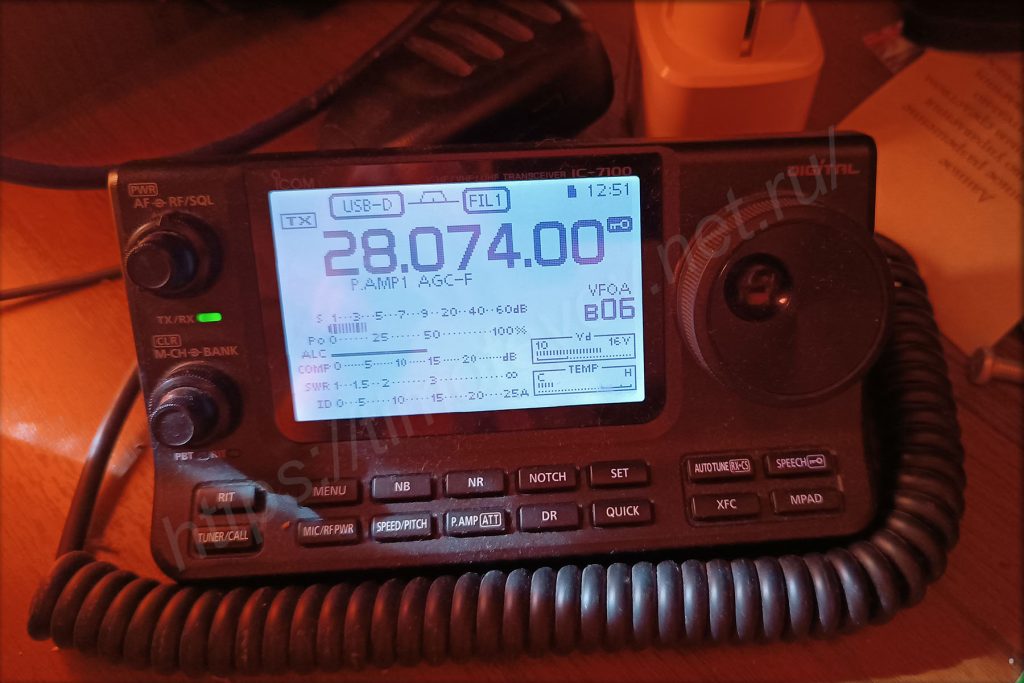 ICOM
TRANSCEIVER IC-7100
DIGITAL
PWR
AF RF/SQL
TX/RX
CLR
M-CH BANK
PBT
USB-D FIL1 12:51
TX
28.074.00
P.AMP1 AGC-F
VFOA
B06
S 1···3··5··7··9··20··40··60dB
Po 0·····25·····50·······100%
ALC
COMP 0····5·····10·····15·····20·····dB
SWR 1··1.5··2·······3·········∞
ID 0···5·····10·····15·····20···25A
Vd
10 16V
TEMP
C H
RIT MENU NB NR NOTCH SET
TUNER/CALL MIC/RF PWR SPEED/PITCH P.AMP ATT DR QUICK
AUTO TUNE RX-CS SPEECH
XFC MPAD